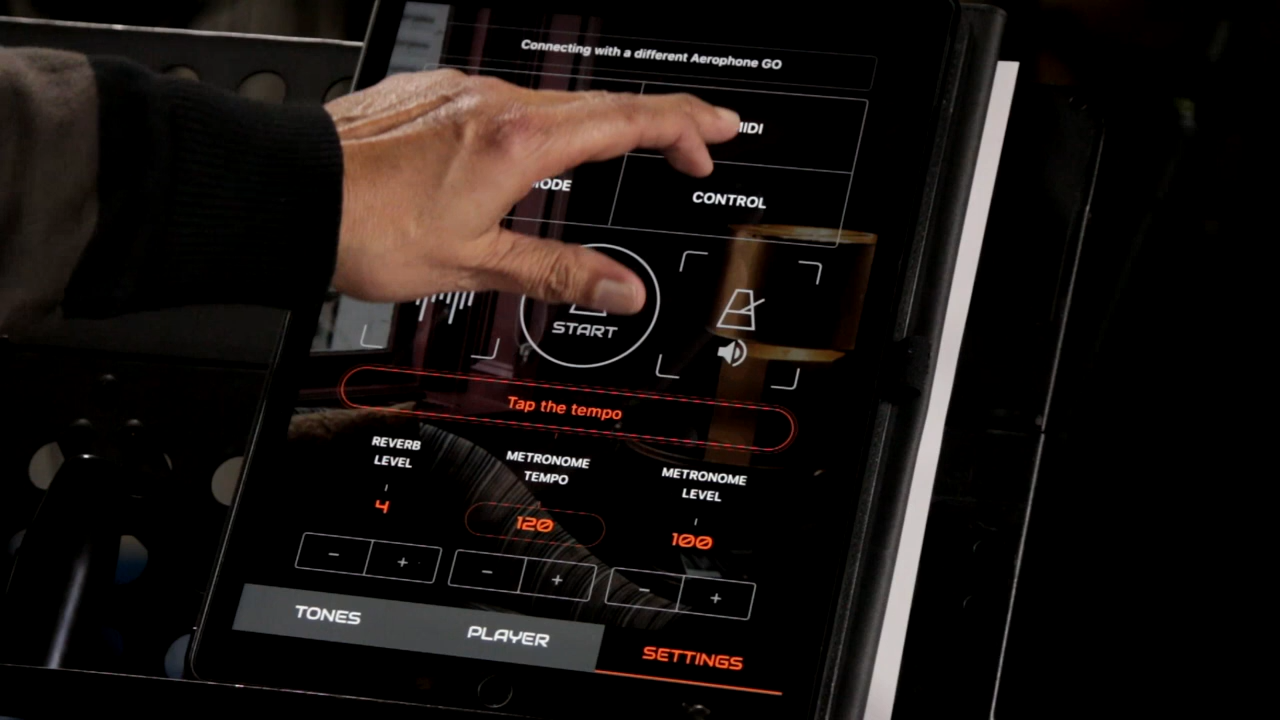 Connecting with a different Aerophone GO
IDI
MODE
CONTROL
START
Tap the tempo
REVERB
LEVEL
METRONOME
TEMPO
METRONOME
LEVEL
4
120
100
- +
- +
- +
TONES
PLAYER
SETTINGS